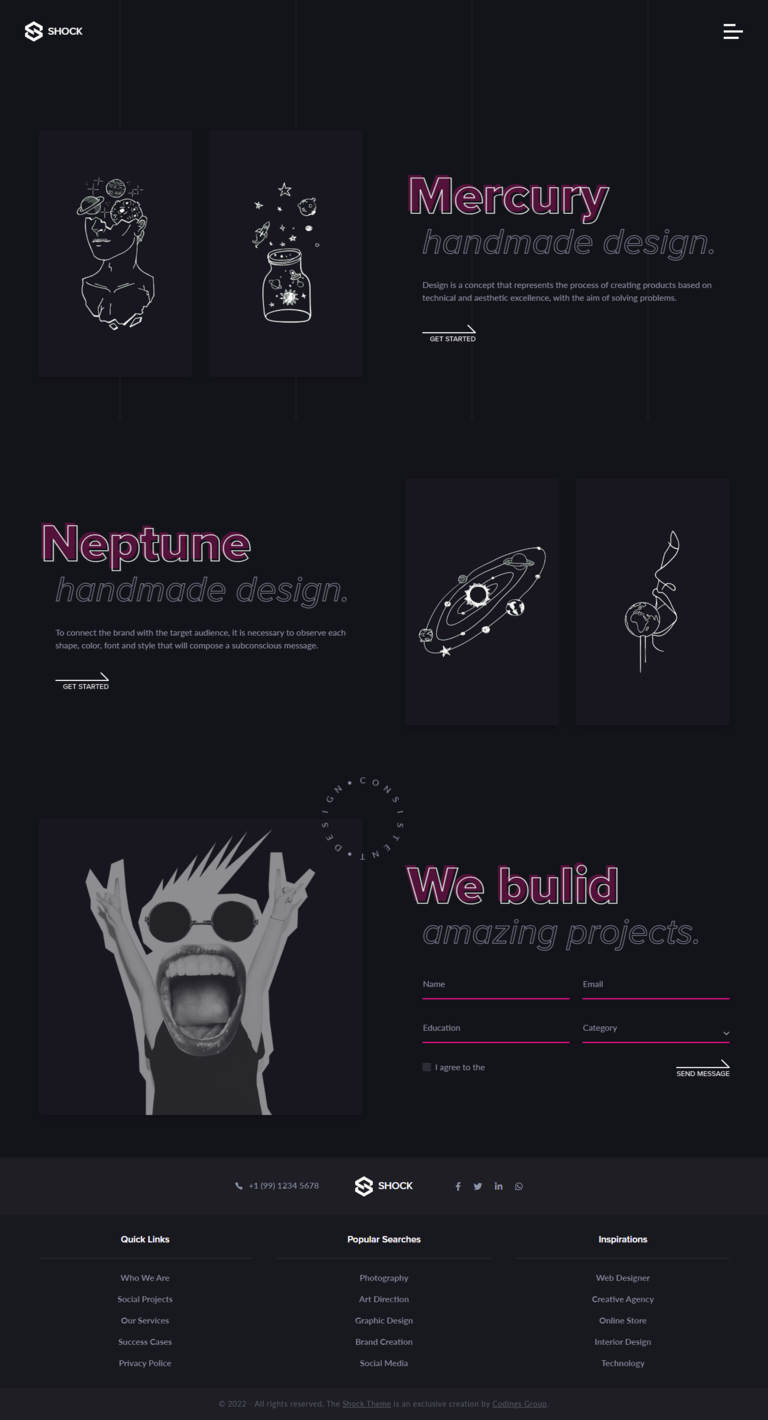 SHOCK
Mercury
handmade design.
Design is a concept that represents the process of creating products based on
technical and aesthetic excellence, with the aim of solving problems.
GET STARTED
Neptune
handmade design.
To connect the brand with the target audience, it is necessary to observe each
shape, color, font and style that will compose a subconscious message.
GET STARTED
CONSISTENT • DESIGN •
We bulid
amazing projects.
Name
Email
Education
Category
I agree to the
SEND MESSAGE
+1 (99) 1234 5678
SHOCK
Quick Links
Who We Are
Social Projects
Our Services
Success Cases
Privacy Police
Popular Searches
Photography
Art Direction
Graphic Design
Brand Creation
Social Media
Inspirations
Web Designer
Creative Agency
Online Store
Interior Design
Technology
© 2022 - All rights reserved. The Shock Theme is an exclusive creation by Codings Group.